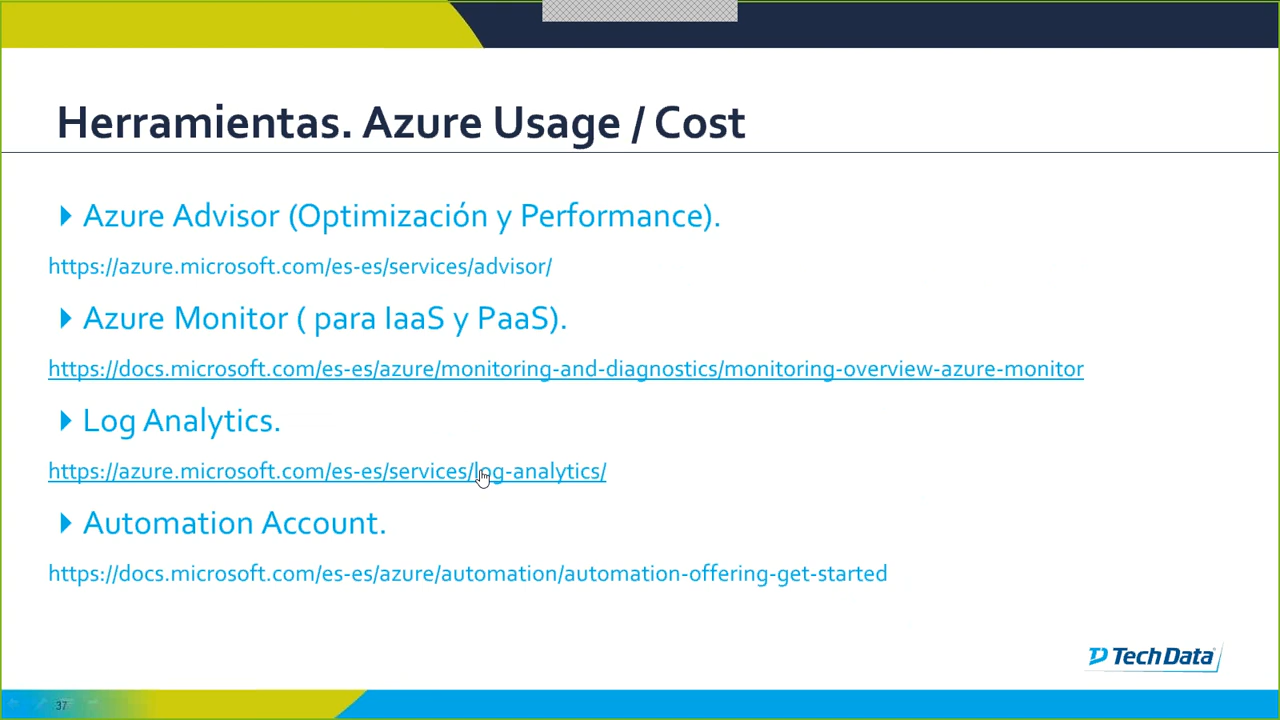 Herramientas. Azure Usage / Cost
Azure Advisor (Optimización y Performance).
https://azure.microsoft.com/es-es/services/advisor/
Azure Monitor ( para IaaS y PaaS).
https://docs.microsoft.com/es-es/azure/monitoring-and-diagnostics/monitoring-overview-azure-monitor
Log Analytics.
https://azure.microsoft.com/es-es/services/log-analytics/
Automation Account.
https://docs.microsoft.com/es-es/azure/automation/automation-offering-get-started
Tech Data
37